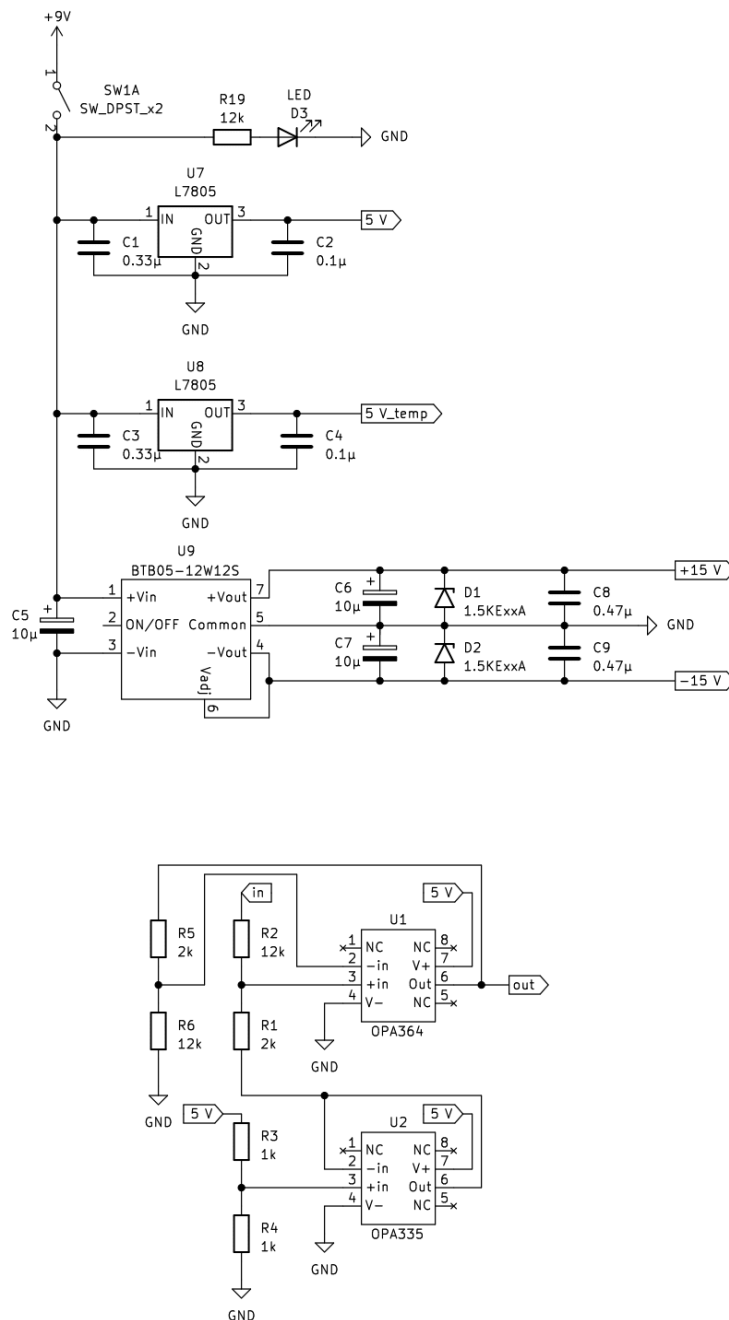 +9V
1
SW1A
SW_DPST_x2
2
R19
12k
LED
D3
GND
U7
L7805
1
IN
OUT
3
GND
2
C1
0.33µ
C2
0.1µ
5 V
GND
U8
L7805
1
IN
OUT
3
GND
2
C3
0.33µ
C4
0.1µ
5 V_temp
GND
U9
BTB05-12W12S
1
+Vin
+Vout
7
2
ON/OFF
Common
5
3
-Vin
-Vout
4
Vadj
6
C5
10µ
+
GND
C6
10µ
+
D1
1.5KExxA
C8
0.47µ
+15 V
GND
C7
10µ
+
D2
1.5KExxA
C9
0.47µ
-15 V
in
5 V
U1
R5
2k
R2
12k
1
NC
NC
8
2
-in
V+
7
3
+in
Out
6
4
V-
NC
5
OPA364
out
R6
12k
R1
2k
GND
GND
5 V
R3
1k
5 V
U2
1
NC
NC
8
2
-in
V+
7
3
+in
Out
6
4
V-
NC
5
OPA335
R4
1k
GND
GND